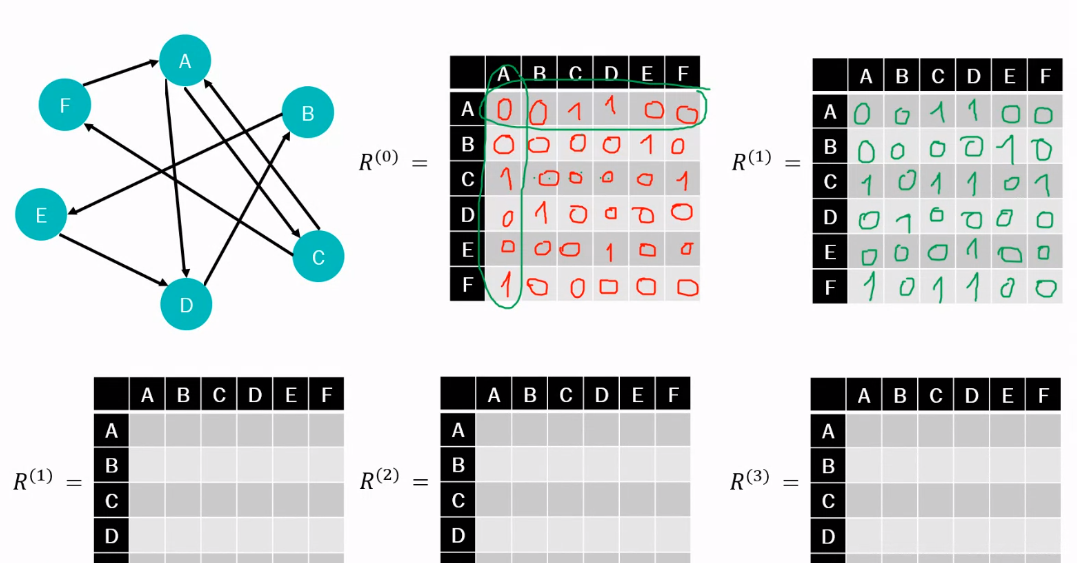 A
F
B
E
C
D
R^(0) =
A B C D E F
A 0 0 1 1 0 0
B 0 0 0 0 1 0
C 1 0 0 0 0 1
D 0 1 0 0 0 0
E 0 0 0 1 0 0
F 1 0 0 0 0 0
R^(1) =
A B C D E F
A 0 0 1 1 0 0
B 0 0 0 0 1 0
C 1 0 1 1 0 1
D 0 1 0 0 0 0
E 0 0 0 1 0 0
F 1 0 1 1 0 0
R^(1) =
A B C D E F
A
B
C
D
R^(2) =
A B C D E F
A
B
C
D
R^(3) =
A B C D E F
A
B
C
D